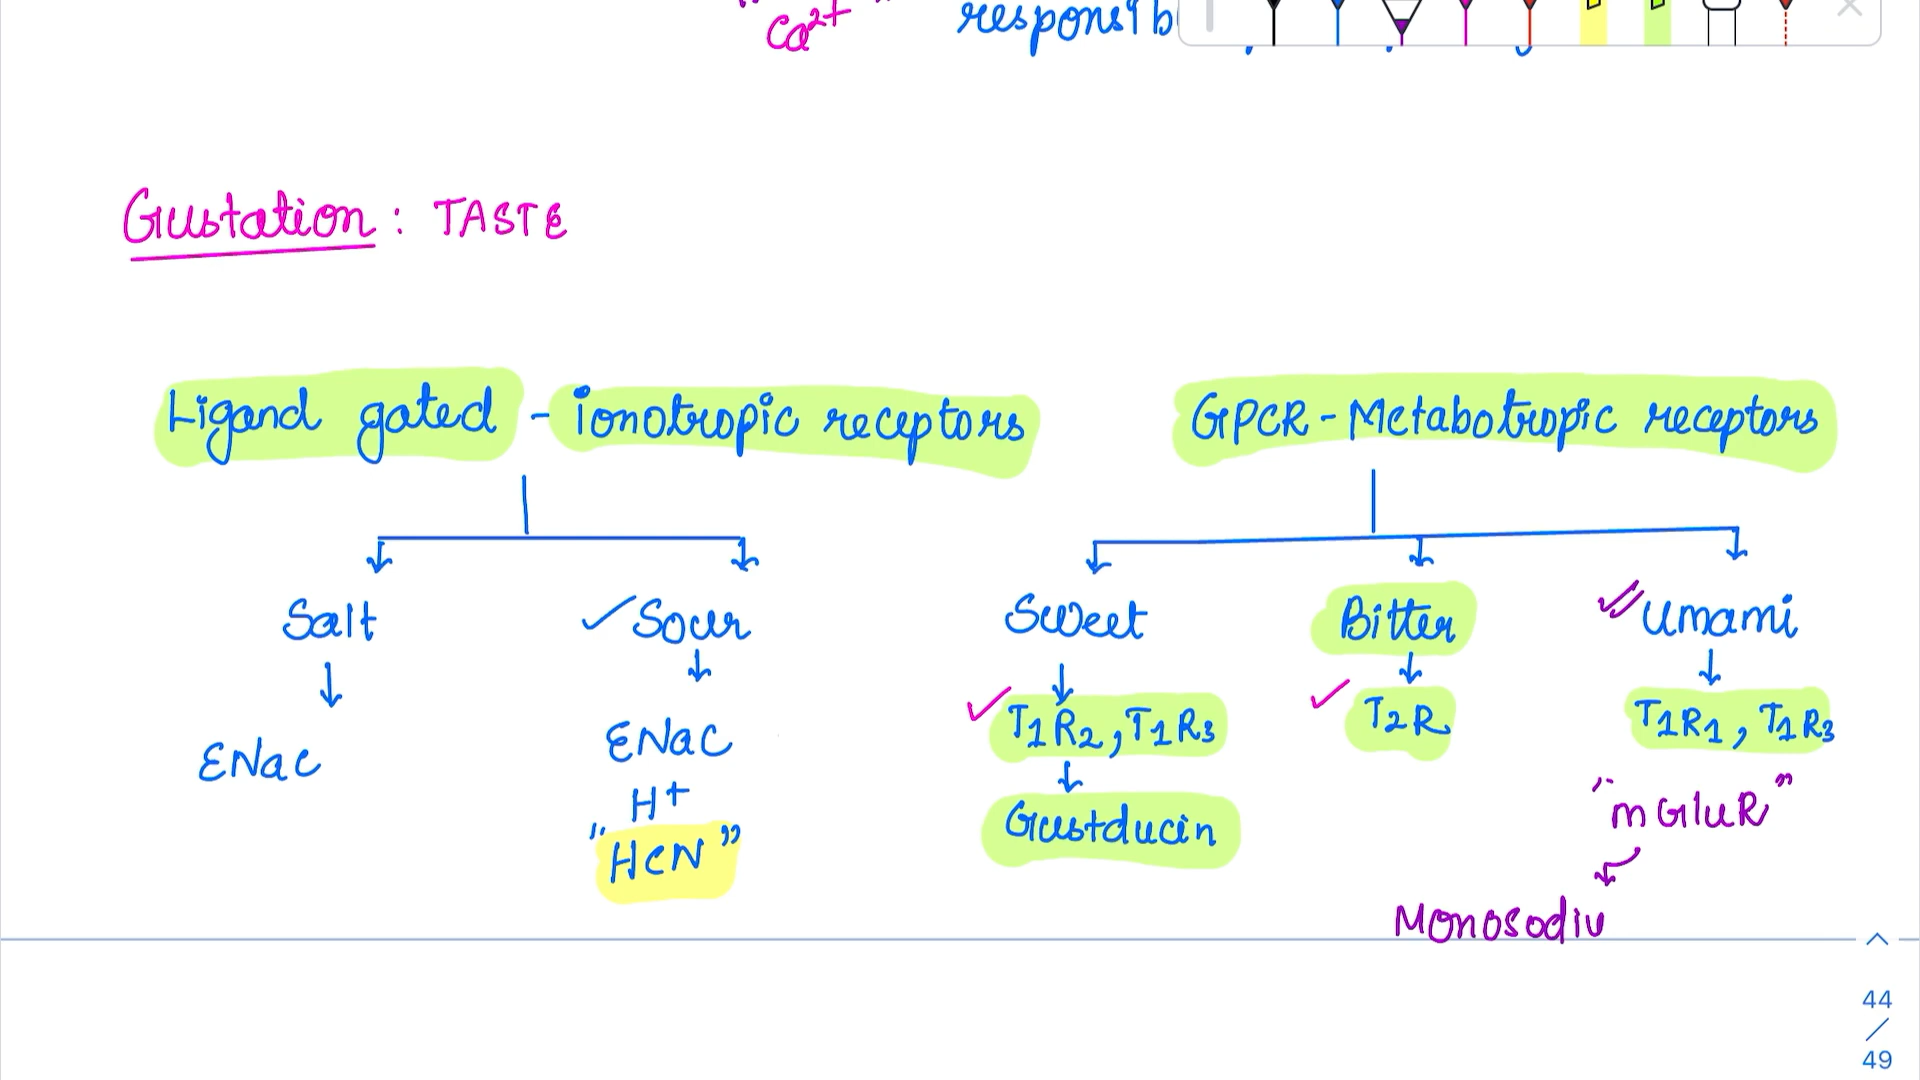 Ca²⁺
Gustation : TASTE
Ligand gated - ionotropic receptors
GPCR - Metabotropic receptors
Salt
Sour
Sweet
Bitter
Umami
ENac
ENac
H+
"HCN"
T1R2, T1R3
Gustducin
T2R
T1R1, T1R3
"mGluR"
Monosodiu
44
/
49